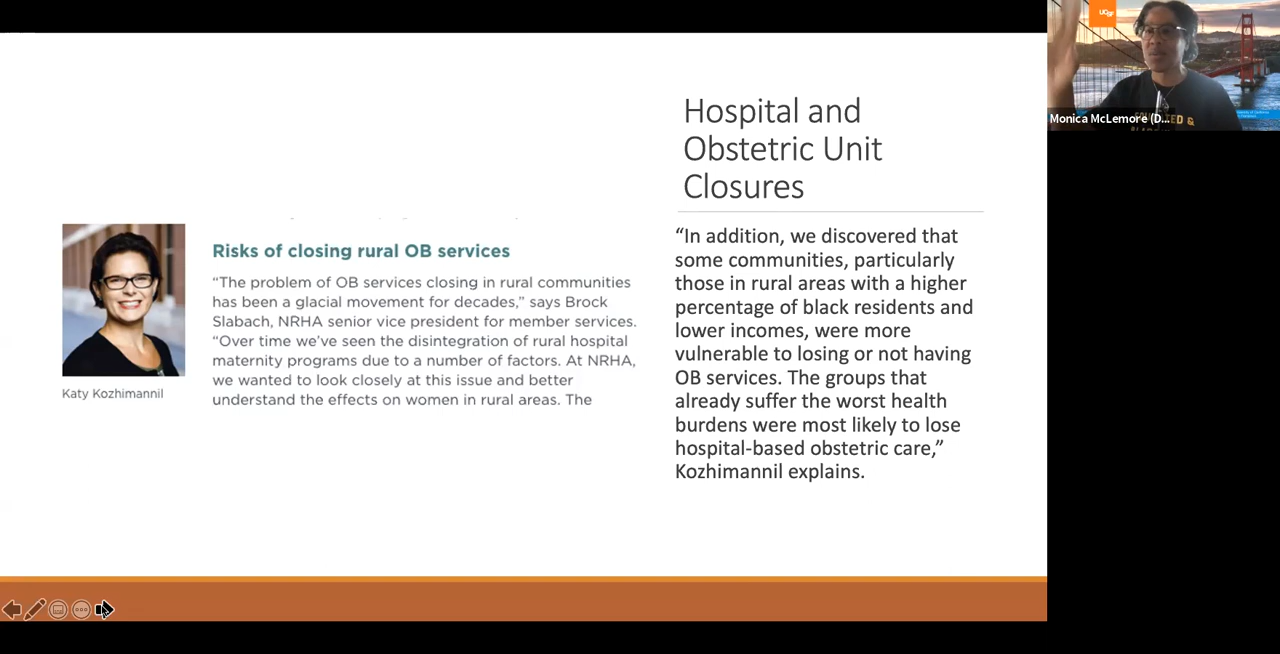 Hospital and
Obstetric Unit
Closures
Risks of closing rural OB services
“The problem of OB services closing in rural communities
has been a glacial movement for decades,” says Brock
Slabach, NRHA senior vice president for member services.
“Over time we’ve seen the disintegration of rural hospital
maternity programs due to a number of factors. At NRHA,
we wanted to look closely at this issue and better
understand the effects on women in rural areas. The
Katy Kozhimannil
“In addition, we discovered that
some communities, particularly
those in rural areas with a higher
percentage of black residents and
lower incomes, were more
vulnerable to losing or not having
OB services. The groups that
already suffer the worst health
burdens were most likely to lose
hospital-based obstetric care,”
Kozhimannil explains.
UCSF
Monica McLemore (D...